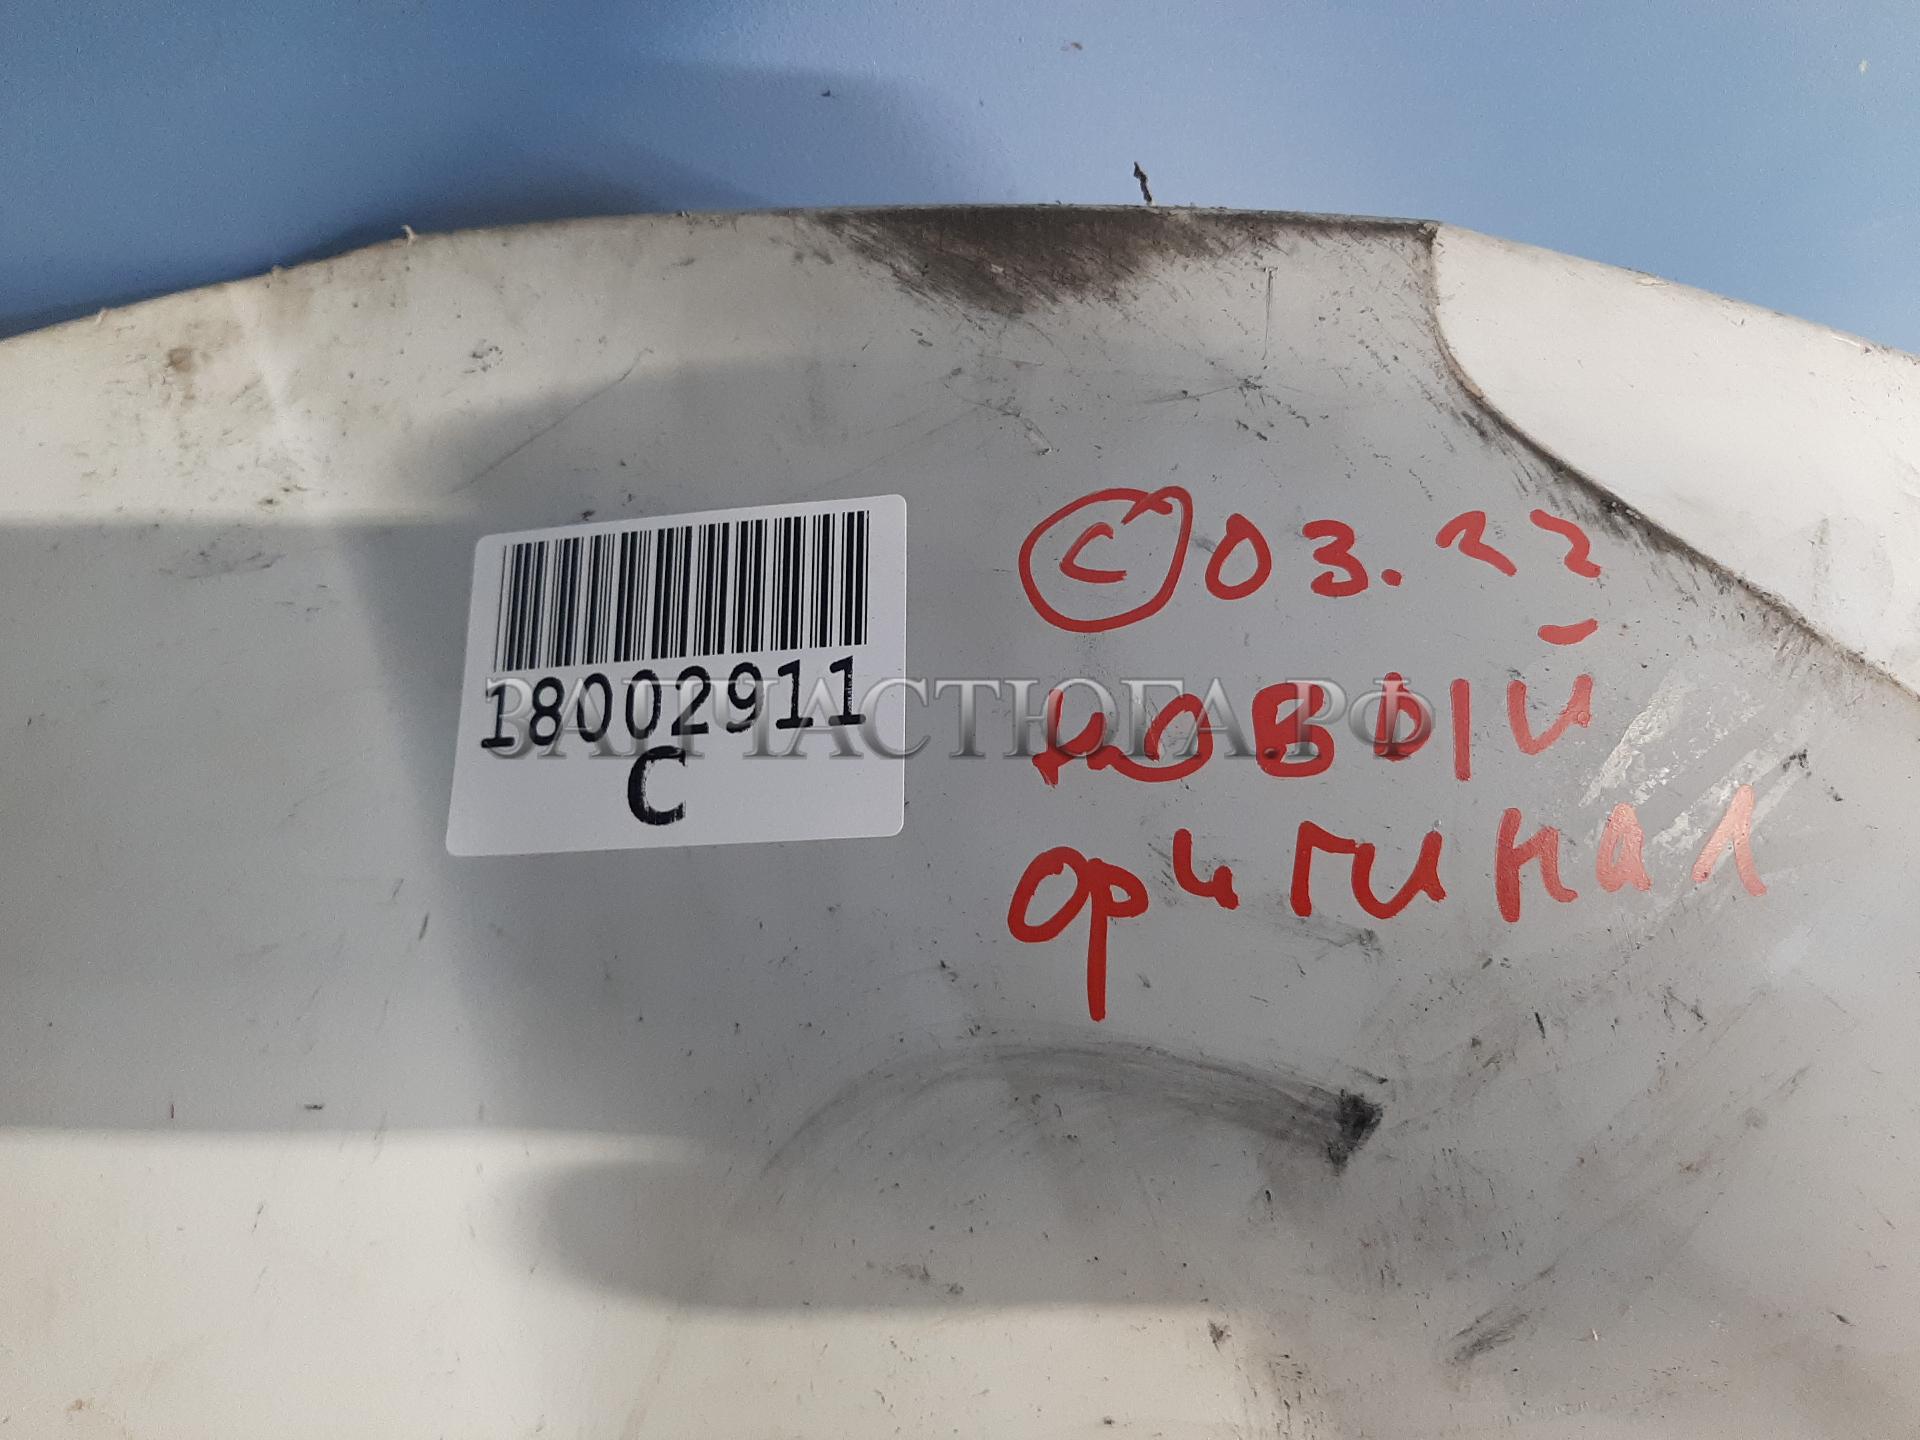 18002911
C
С 03.22
новый
оригинал
ЗАПЧАСТЮГА.РФ